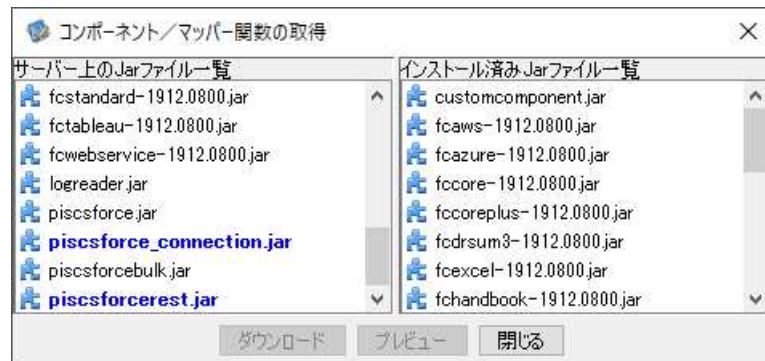 コンポーネント／マッパー関数の取得
サーバー上のJarファイル一覧
fcstandard-1912.0800.jar
fctableau-1912.0800.jar
fcwebservice-1912.0800.jar
logreader.jar
piscsforce.jar
piscsforce_connection.jar
piscsforcebulk.jar
piscsforcerest.jar
インストール済みJarファイル一覧
customcomponent.jar
fcaws-1912.0800.jar
fcazure-1912.0800.jar
fccore-1912.0800.jar
fccoreplus-1912.0800.jar
fcdrsum3-1912.0800.jar
fcexcel-1912.0800.jar
fchandbook-1912.0800.jar
ダウンロード
プレビュー
閉じる